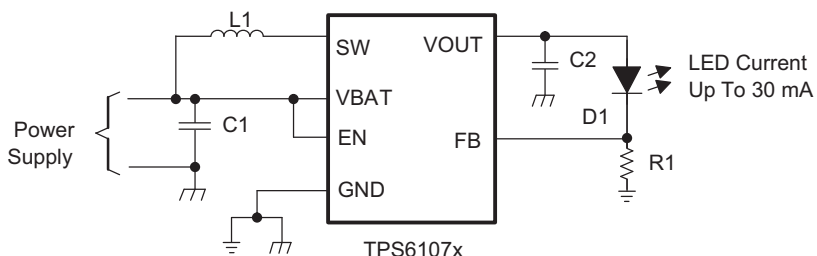 L1
SW
VOUT
C2
LED Current
Up To 30 mA
D1
VBAT
C1
EN
FB
Power
Supply
R1
GND
TPS6107x